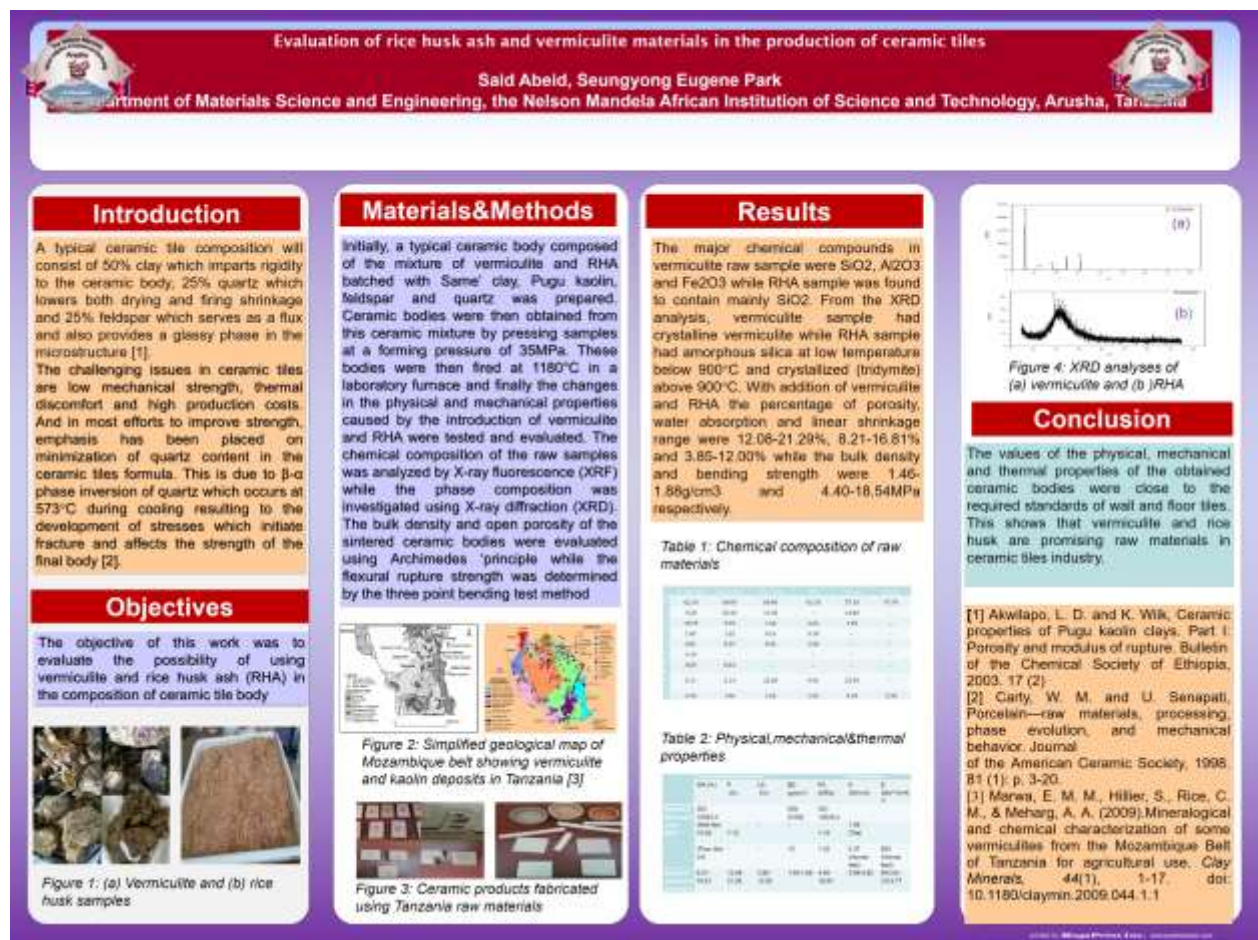 Evaluation of rice husk ash and vermiculite materials in the production of ceramic tiles
Said Abeid, Seungyong Eugene Park
of Materials Science and Engineering, the Nelson Mandela African Institution of Science and Technology, Arusha,
Introduction
A typical ceramic tile composition will
consist of 50% clay which imparts rigidity
to the ceramic body, 25% quartz which
lowers both drying and firing shrinkage
and 25% feldspar which serves as a flux
and also provides a glassy phase in the
microstructure [1].
The challenging issues in ceramic tiles
are low mechanical strength, thermal
discomfort and high production costs.
And in most efforts to improve strength,
emphasis has been placed on
minimization of quartz content in the
ceramic tiles formula. This is due to β-α
phase inversion of quartz which occurs at
573°C during cooling resulting to the
development of stresses which initiate
fracture and affects the strength of the
final body [2].
Objectives
The objective of this work was to
evaluate the possibility of using
vermiculite and rice husk ash (RHA) in
the composition of ceramic tile body
Figure 1: (a) Vermiculite and (b) rice
husk samples
Materials&Methods
Initially, a typical ceramic body composed
of the mixture of vermiculite and RHA
batched with Same' clay, Pugu kaolin,
feldspar and quartz was prepared.
Ceramic bodies were then obtained from
this ceramic mixture by pressing samples
at a forming pressure of 35MPa. These
bodies were then fired at 1180°C in a
laboratory furnace and finally the changes
in the physical and mechanical properties
caused by the introduction of vermiculite
and RHA were tested and evaluated. The
chemical composition of the raw samples
was analyzed by X-ray fluorescence (XRF)
while the phase composition was
investigated using X-ray diffraction (XRD).
The bulk density and open porosity of the
sintered ceramic bodies were evaluated
using Archimedes 'principle while the
flexural rupture strength was determined
by the three point bending test method
Figure 2: Simplified geological map of
Mozambique belt showing vermiculite
and kaolin deposits in Tanzania [3]
Figure 3: Ceramic products fabricated
using Tanzania raw materials
Results
The major chemical compounds in
vermiculite raw sample were SiO2, Al2O3
and Fe2O3 while RHA sample was found
to contain mainly SiO2. From the XRD
analysis, vermiculite sample had
crystalline vermiculite while RHA sample
had amorphous silica at low temperature
below 900°C and crystallized (tridymite)
above 900°C. With addition of vermiculite
and RHA the percentage of porosity,
water absorption and linear shrinkage
range were 12.08-21.29%, 8.21-16.81%
and 3.85-12.00% while the bulk density
and bending strength were 1.46-
1.88g/cm3 and 4.40-18.54MPa
respectively.
Table 1: Chemical composition of raw
materials
Table 2: Physical,mechanical&thermal
properties
(a)
(b)
Figure 4: XRD analyses of
(a) vermiculite and (b )RHA
Conclusion
The values of the physical, mechanical
and thermal properties of the obtained
ceramic bodies were close to the
required standards of wall and floor tiles.
This shows that vermiculite and rice
husk are promising raw materials in
ceramic tiles industry.
[1] Akwilapo, L. D. and K. Wiik, Ceramic
properties of Pugu kaolin clays. Part I:
Porosity and modulus of rupture. Bulletin
of the Chemical Society of Ethiopia,
2003. 17 (2)
[2] Carty, W. M. and U. Senapati,
Porcelain—raw materials, processing,
phase evolution, and mechanical
behavior. Journal
of the American Ceramic Society, 1998.
81 (1): p. 3-20.
[3] Marwa, E. M. M., Hillier, S., Rice, C.
M., & Meharg, A. A. (2009).Mineralogical
and chemical characterization of some
vermiculites from the Mozambique Belt
of Tanzania for agricultural use. Clay
Minerals, 44(1), 1-17. doi:
10.1180/claymin.2009.044.1.1